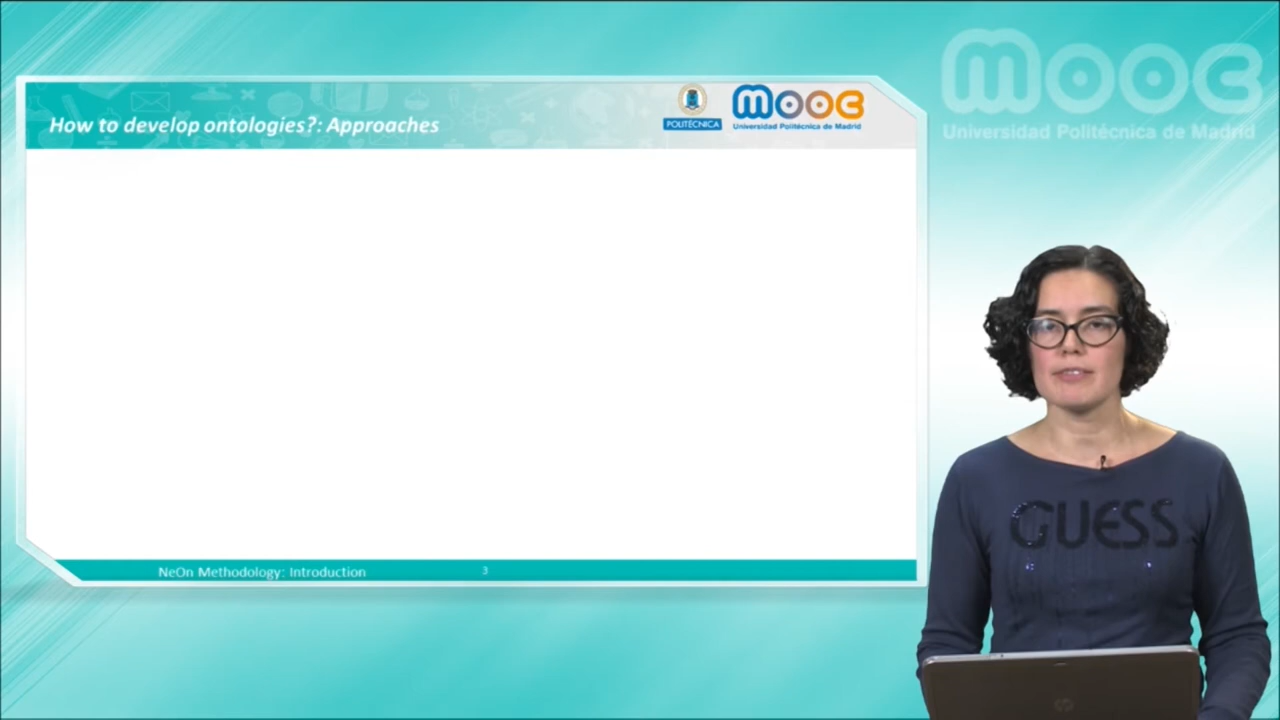 mooc
Universidad Politécnica de Madrid
How to develop ontologies?: Approaches
POLITÉCNICA
mooc
Universidad Politécnica de Madrid
GUESS
hp
NeOn Methodology: Introduction
3